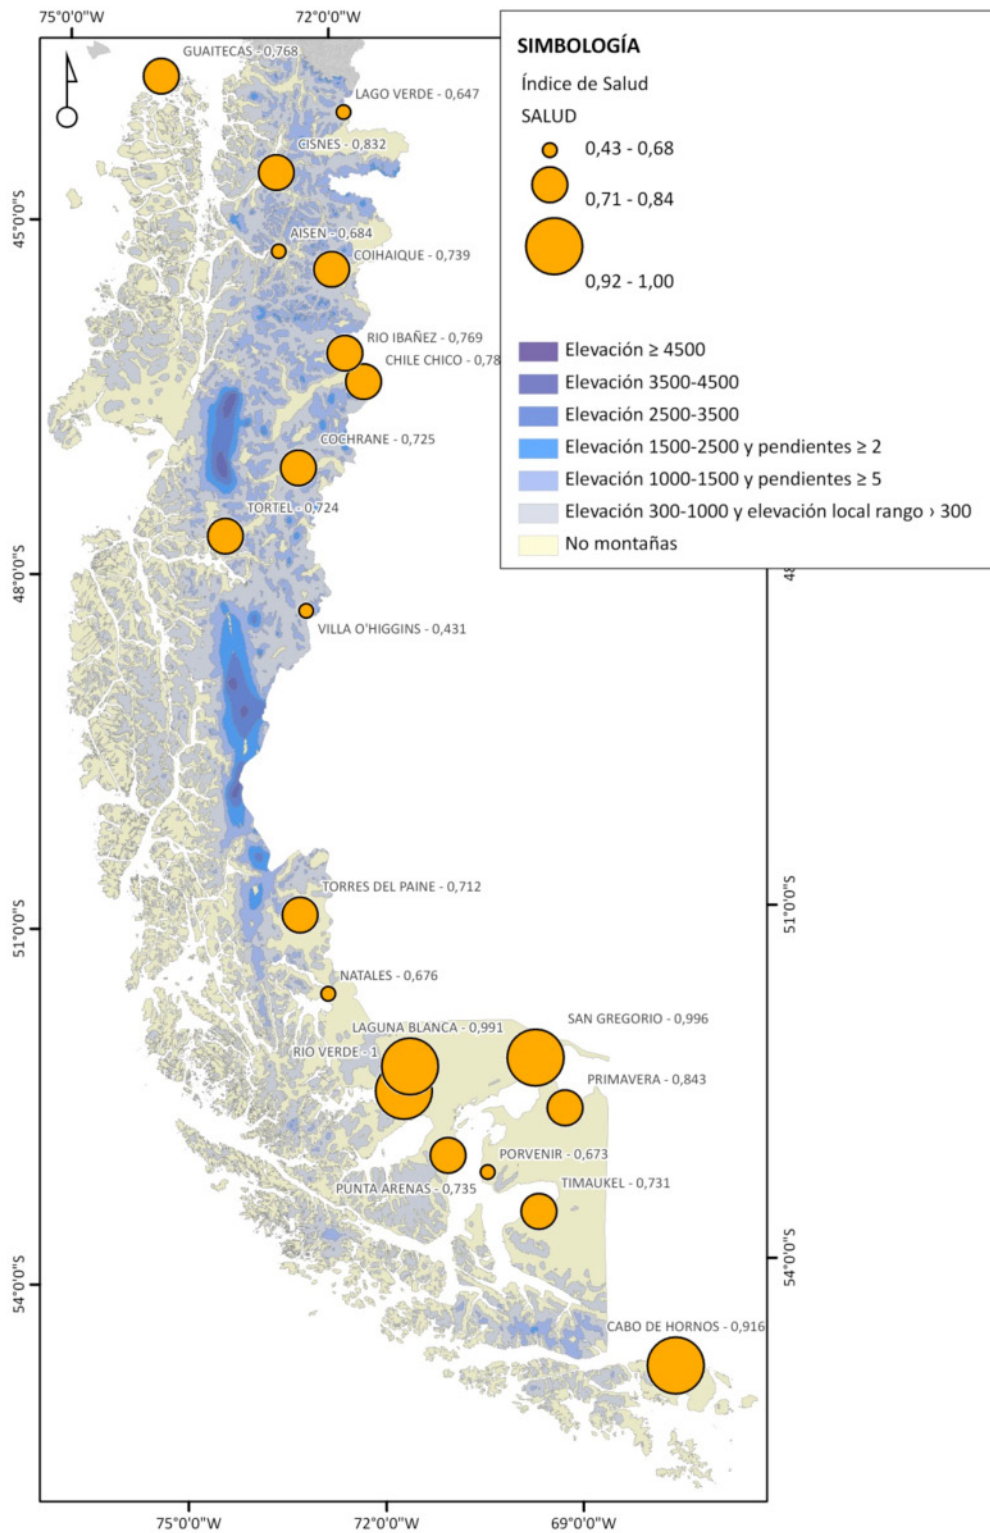 75°0'0"S
72°0'0"W
SIMBOLOGÍA
Índice de Salud
SALUD
0,43 - 0,68
0,71 - 0,84
0,92 - 1,00
Elevación ≥ 4500
Elevación 3500-4500
Elevación 2500-3500
Elevación 1500-2500 y pendientes ≥ 2
Elevación 1000-1500 y pendientes ≥ 5
Elevación 300-1000 y elevación local rango › 300
No montañas
GUAITECAS - 0,768
LAGO VERDE - 0,647
CISNES - 0,832
45°0'0"S
AISEN - 0,684
COIHAIQUE - 0,739
RIO IBAÑEZ - 0,769
CHILE CHICO - 0,78
COCHRANE - 0,725
TORTEL - 0,724
48°0'0"S
48
VILLA O'HIGGINS - 0,431
TORRES DEL PAINE - 0,712
51°0'0"S
51°0'0"S
NATALES - 0,676
LAGUNA BLANCA - 0,991
SAN GREGORIO - 0,996
RIO VERDE - 1
PRIMAVERA - 0,843
PORVENIR - 0,673
PUNTA ARENAS - 0,735
TIMAUKEL - 0,731
54°0'0"S
54°0'0"S
CABO DE HORNOS - 0,916
75°0'0"W
72°0'0"W
69°0'0"W